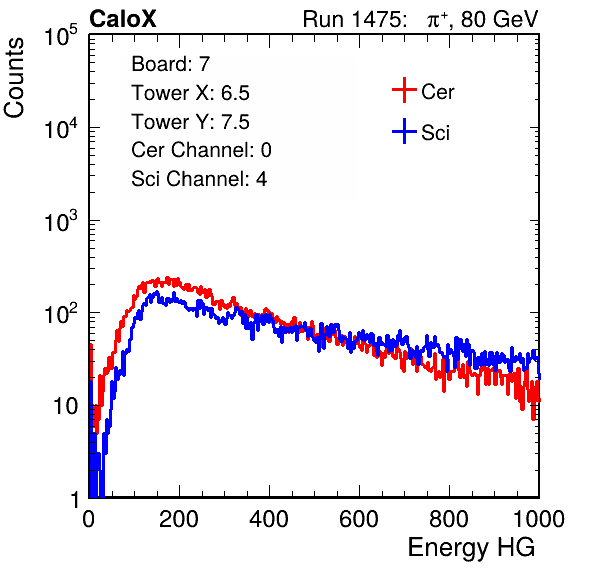 CaloX Run 1475: π⁺, 80 GeV
Counts
Board: 7
Tower X: 6.5
Tower Y: 7.5
Cer Channel: 0
Sci Channel: 4
Cer
Sci
10⁵
10⁴
10³
10²
10
1
0 200 400 600 800 1000
Energy HG